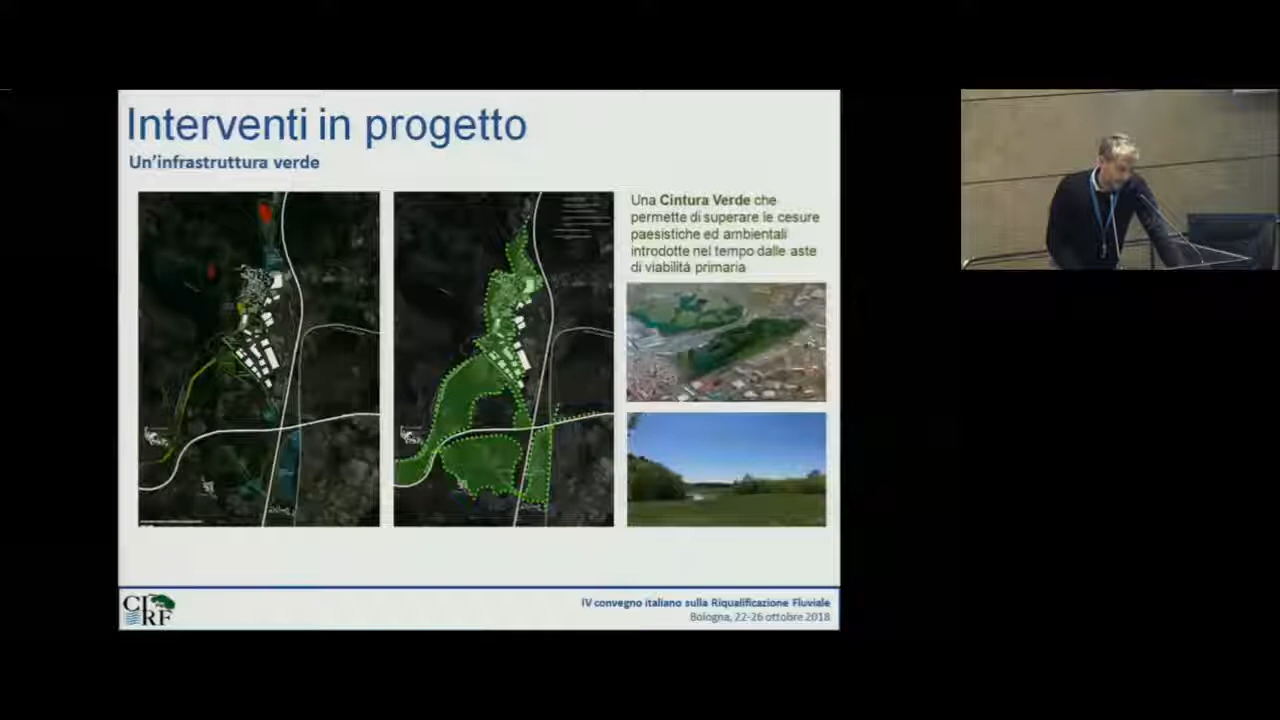 Interventi in progetto
Un'infrastruttura verde
Una Cintura Verde che
permette di superare le cesure
paesistiche ed ambientali
introdotte nel tempo dalle aste
di viabilitá primaria
CIRF
IV convegno italiano sulla Riqualificazione Fluviale
Bologna, 22-26 ottobre 2018